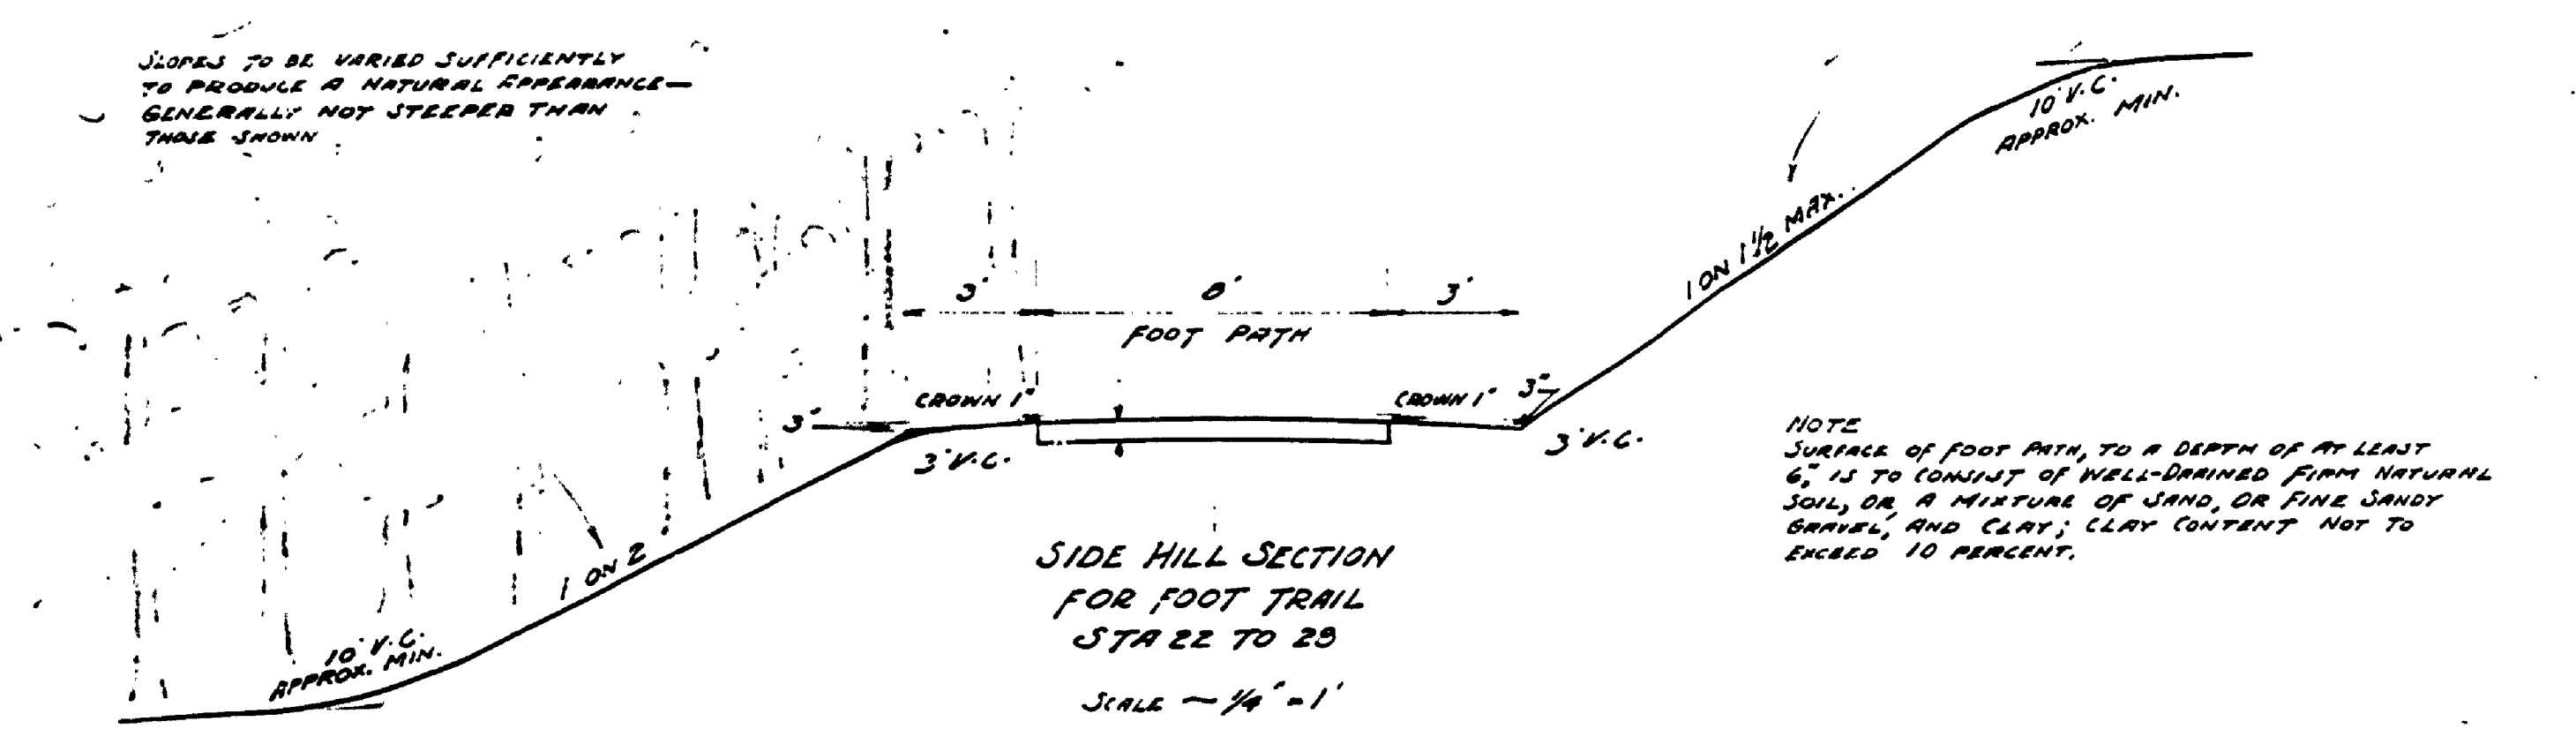 SLOPES TO BE VARIED SUFFICIENTLY
TO PRODUCE A NATURAL APPEARANCE—
GENERALLY NOT STEEPER THAN
THOSE SHOWN
10' V.C.
APPROX. MIN.
1 ON 1½ MAX.
3' 8' 3'
FOOT PATH
CROWN 1" CROWN 1" 3"
3"
3' V.C. 3' V.C.
1 ON 2
10' V.C.
APPROX. MIN.
SIDE HILL SECTION
FOR FOOT TRAIL
STA 22 TO 28
SCALE ~ ¼" = 1'
NOTE
SURFACE OF FOOT PATH, TO A DEPTH OF AT LEAST
6", IS TO CONSIST OF WELL-DRAINED FIRM NATURAL
SOIL, OR A MIXTURE OF SAND, OR FINE SANDY
GRAVEL, AND CLAY; CLAY CONTENT NOT TO
EXCEED 10 PERCENT.